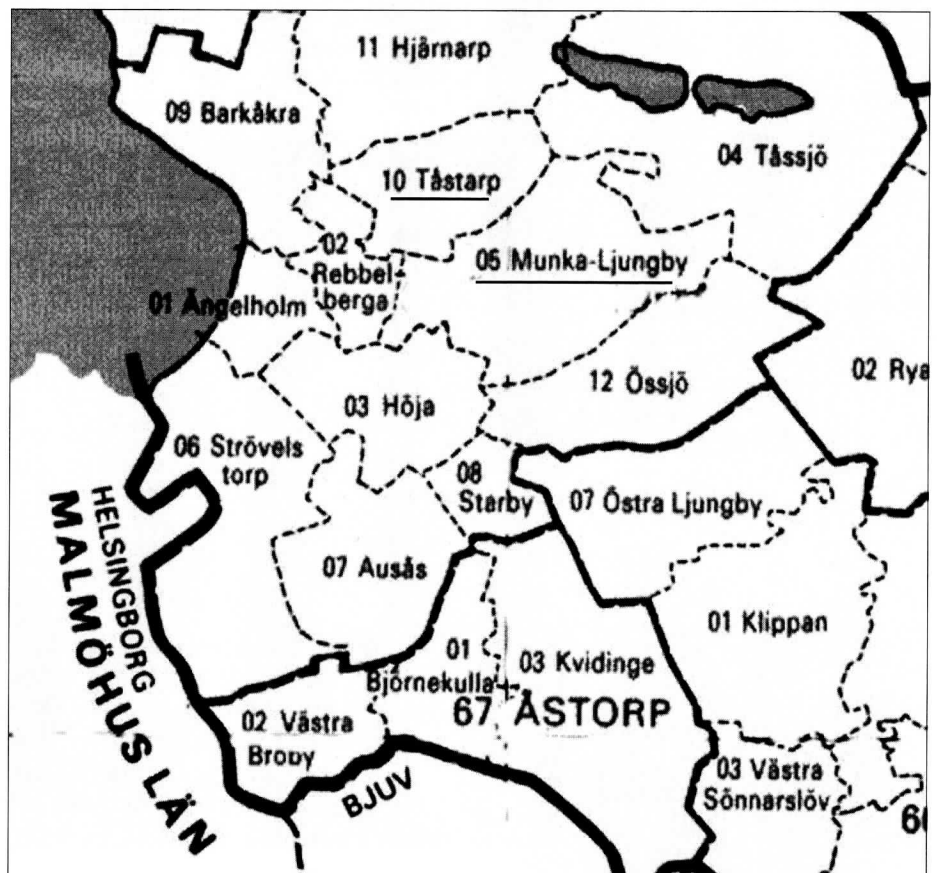 11 Hjärnarp
09 Barkåkra
04 Tåssjö
10 Tåstarp
02
Rebbel-
berga
05 Munka-Ljungby
01 Ängelholm
12 Össjö
02 Rya
03 Höja
06 Strövels
torp
08
Starby
07 Östra Ljungby
HELSINGBORG
MALMÖHUS LÄN
07 Ausås
01 Klippan
01
Björnekulla
03 Kvidinge
67 ÅSTORP
02 Västra
Broby
BJUV
03 Västra
Sönnarslöv